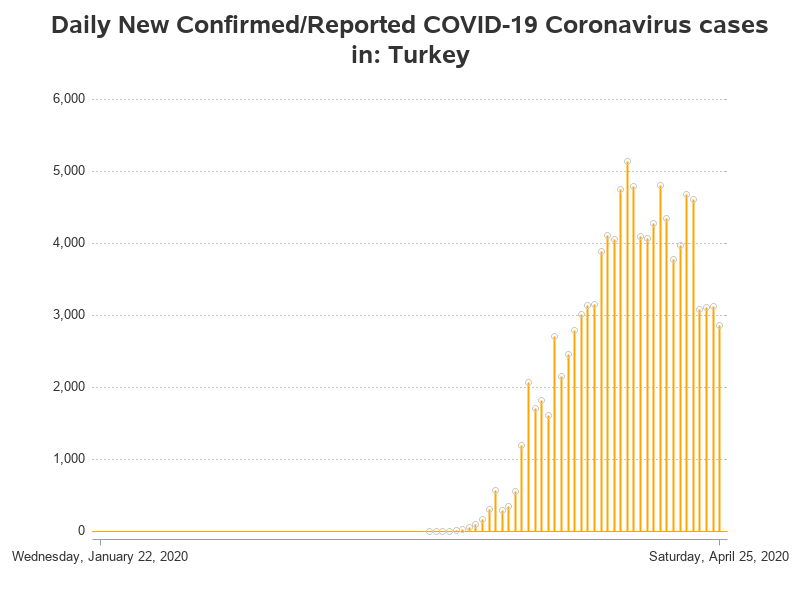 Daily New Confirmed/Reported COVID-19 Coronavirus cases
in: Turkey
6,000
5,000
4,000
3,000
2,000
1,000
0
Wednesday, January 22, 2020
Saturday, April 25, 2020